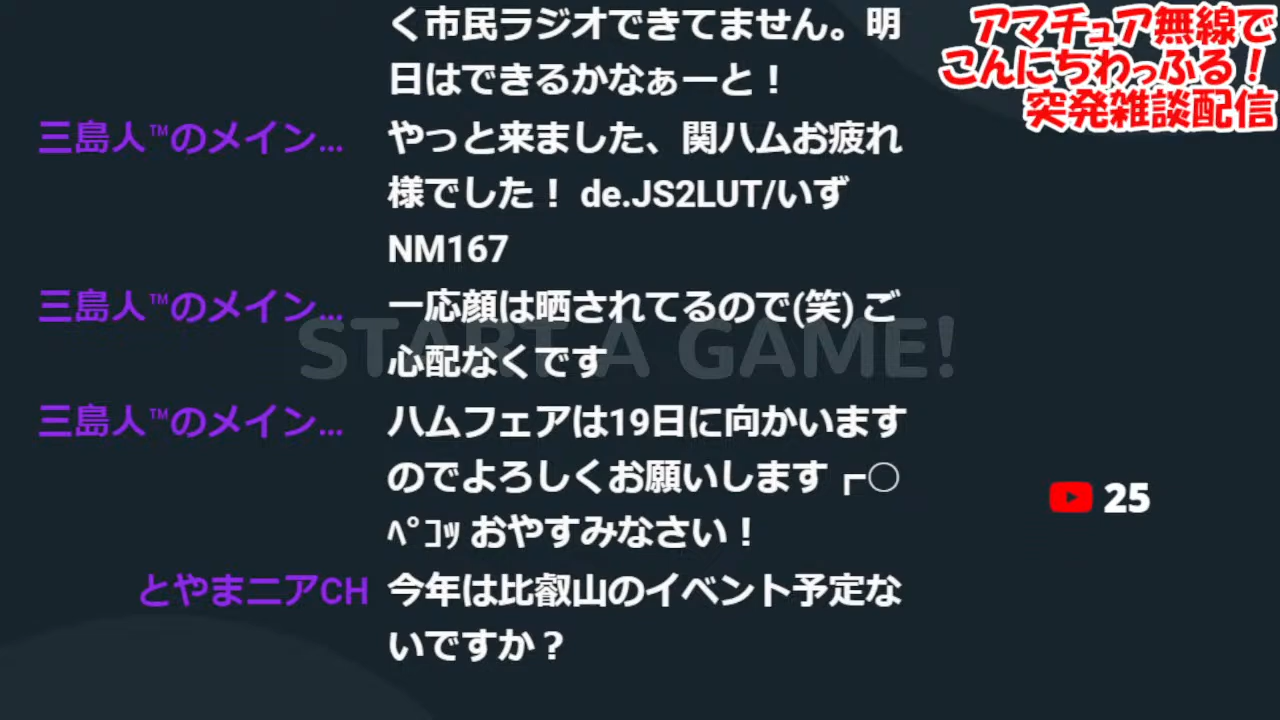 く市民ラジオできてません。明
日はできるかなぁーと！
三島人™のメイン...
やっと来ました、関ハムお疲れ
様でした！ de.JS2LUT/いず
NM167
三島人™のメイン...
一応顔は晒されてるので(笑) ご
心配なくです
三島人™のメイン...
ハムフェアは19日に向かいます
のでよろしくお願いします┏○
ﾍﾟｺｯ おやすみなさい！
とやまニアCH
今年は比叡山のイベント予定な
いですか？
START A GAME!
アマチュア無線で
こんにちわっふる！
突発雑談配信
25